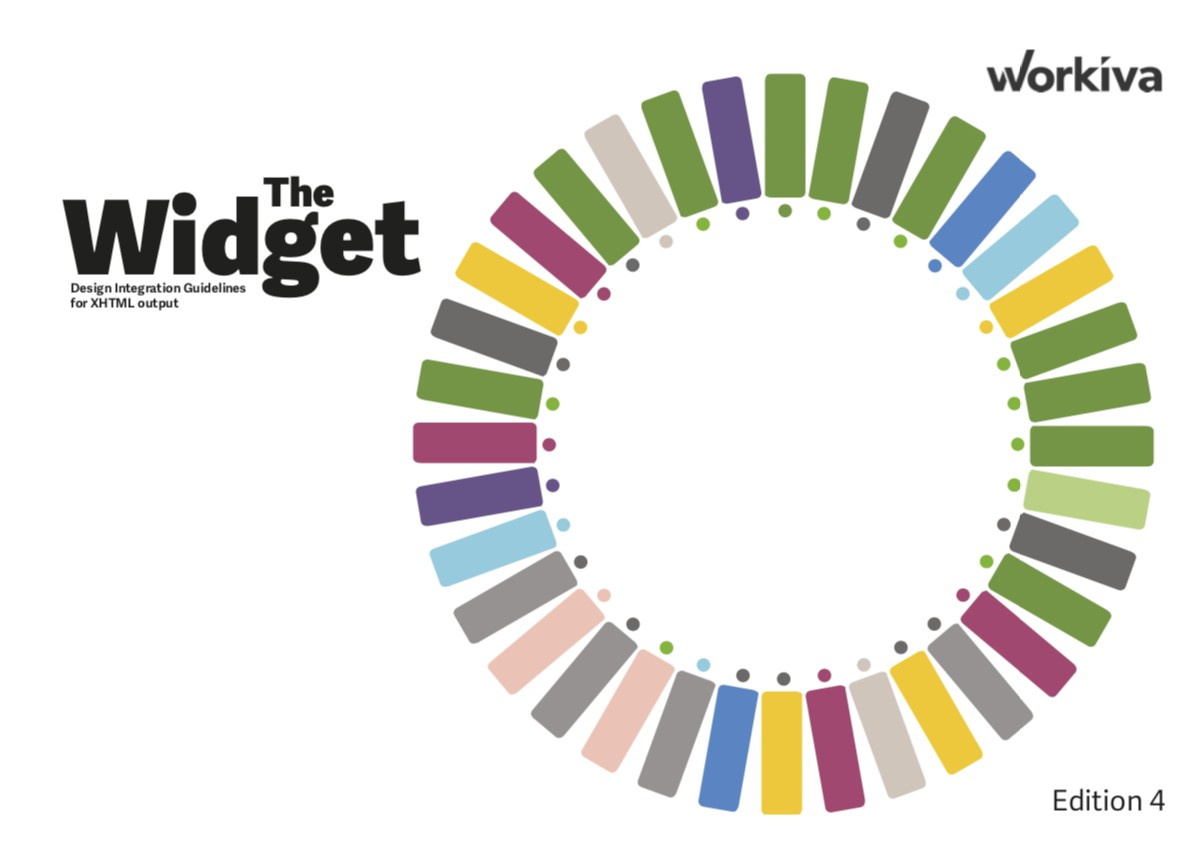 workiva
The
Widget
Design Integration Guidelines
for XHTML output
Edition 4